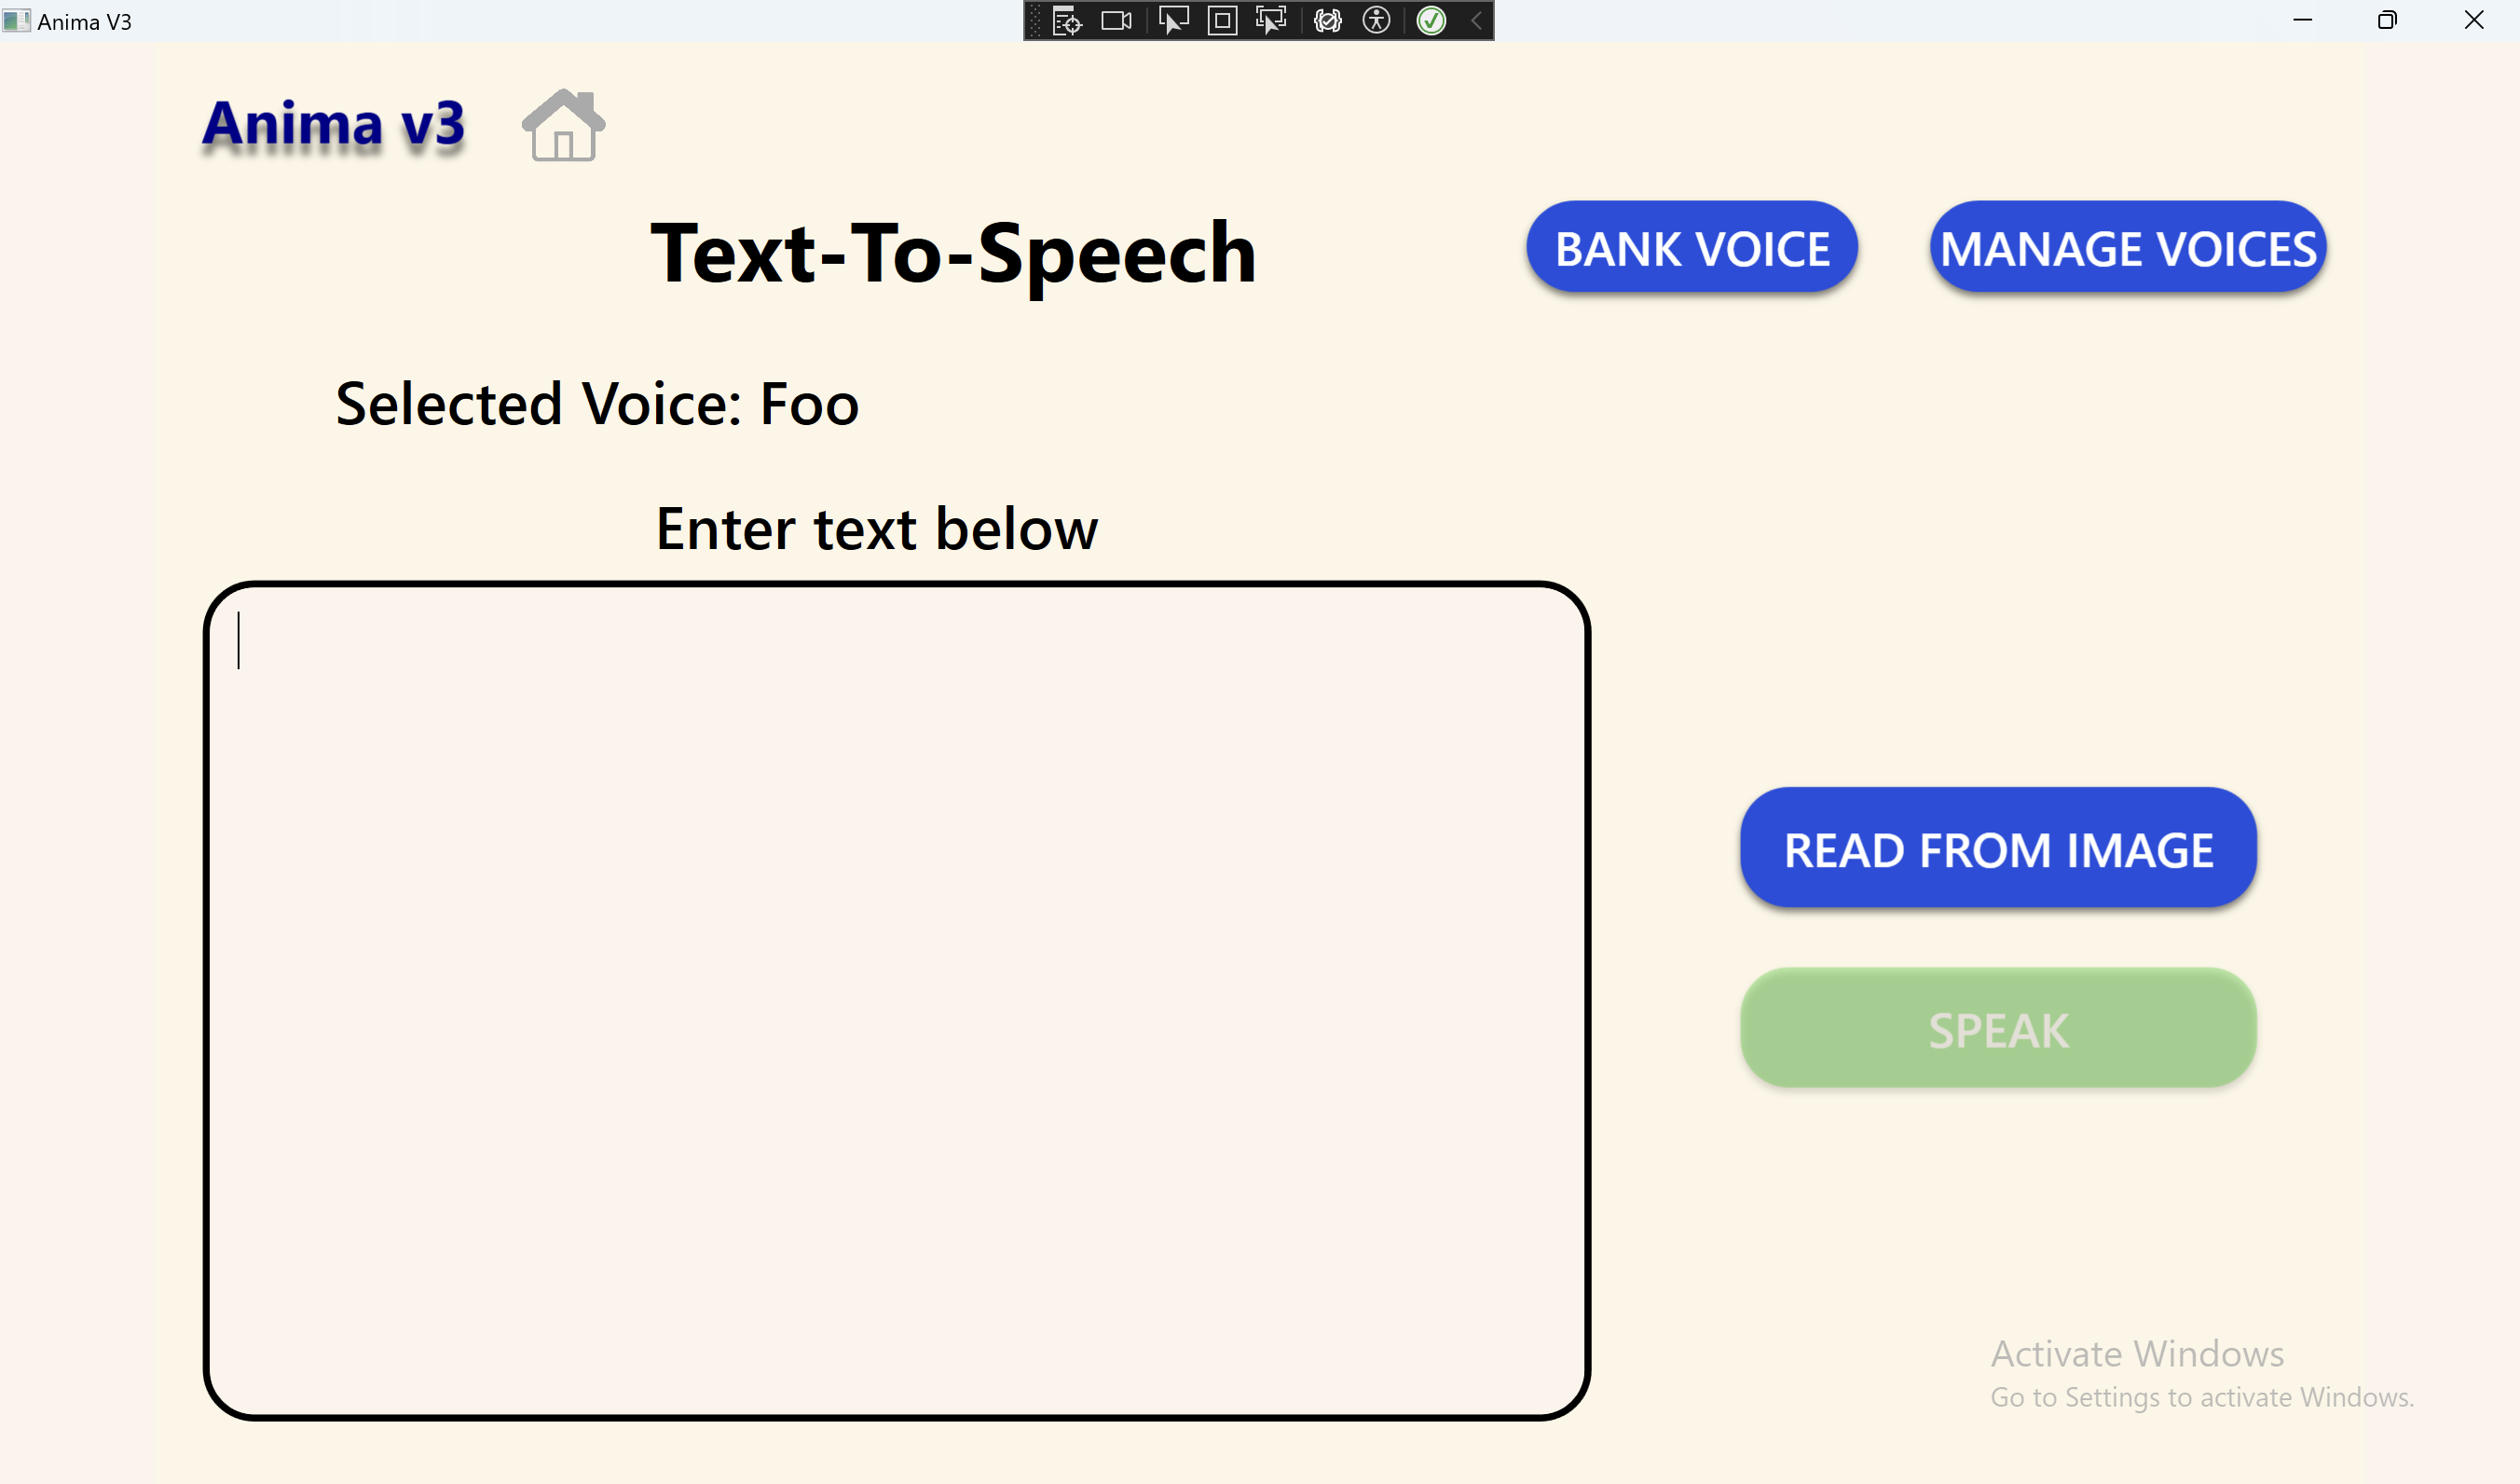 Anima V3
Anima v3
Text-To-Speech
BANK VOICE
MANAGE VOICES
Selected Voice: Foo
Enter text below
READ FROM IMAGE
SPEAK
Activate Windows
Go to Settings to activate Windows.